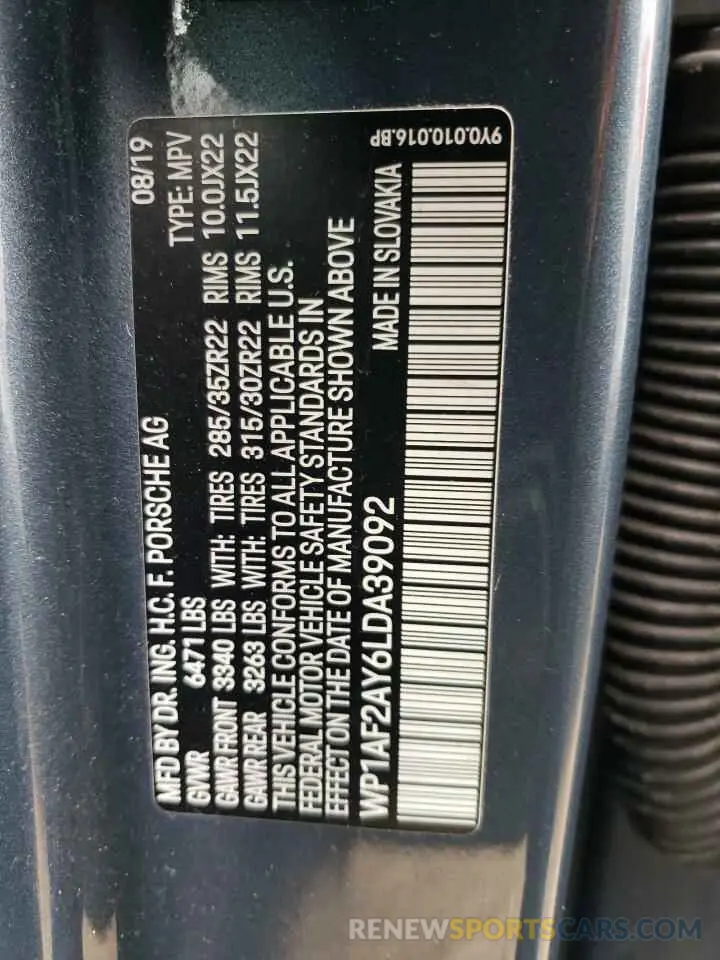 MFD BY DR. ING. H.C. F. PORSCHE AG 08/19
GVWR 6471 LBS TYPE: MPV
GAWR FRONT 3340 LBS WITH: TIRES 285/35ZR22 RIMS 10.0JX22
GAWR REAR 3263 LBS WITH: TIRES 315/30ZR22 RIMS 11.5JX22
THIS VEHICLE CONFORMS TO ALL APPLICABLE U.S.
FEDERAL MOTOR VEHICLE SAFETY STANDARDS IN
EFFECT ON THE DATE OF MANUFACTURE SHOWN ABOVE
WP1AF2AY6LDA39092 MADE IN SLOVAKIA
9Y0.010.016.BP
RENEWSPORTSCARS.COM